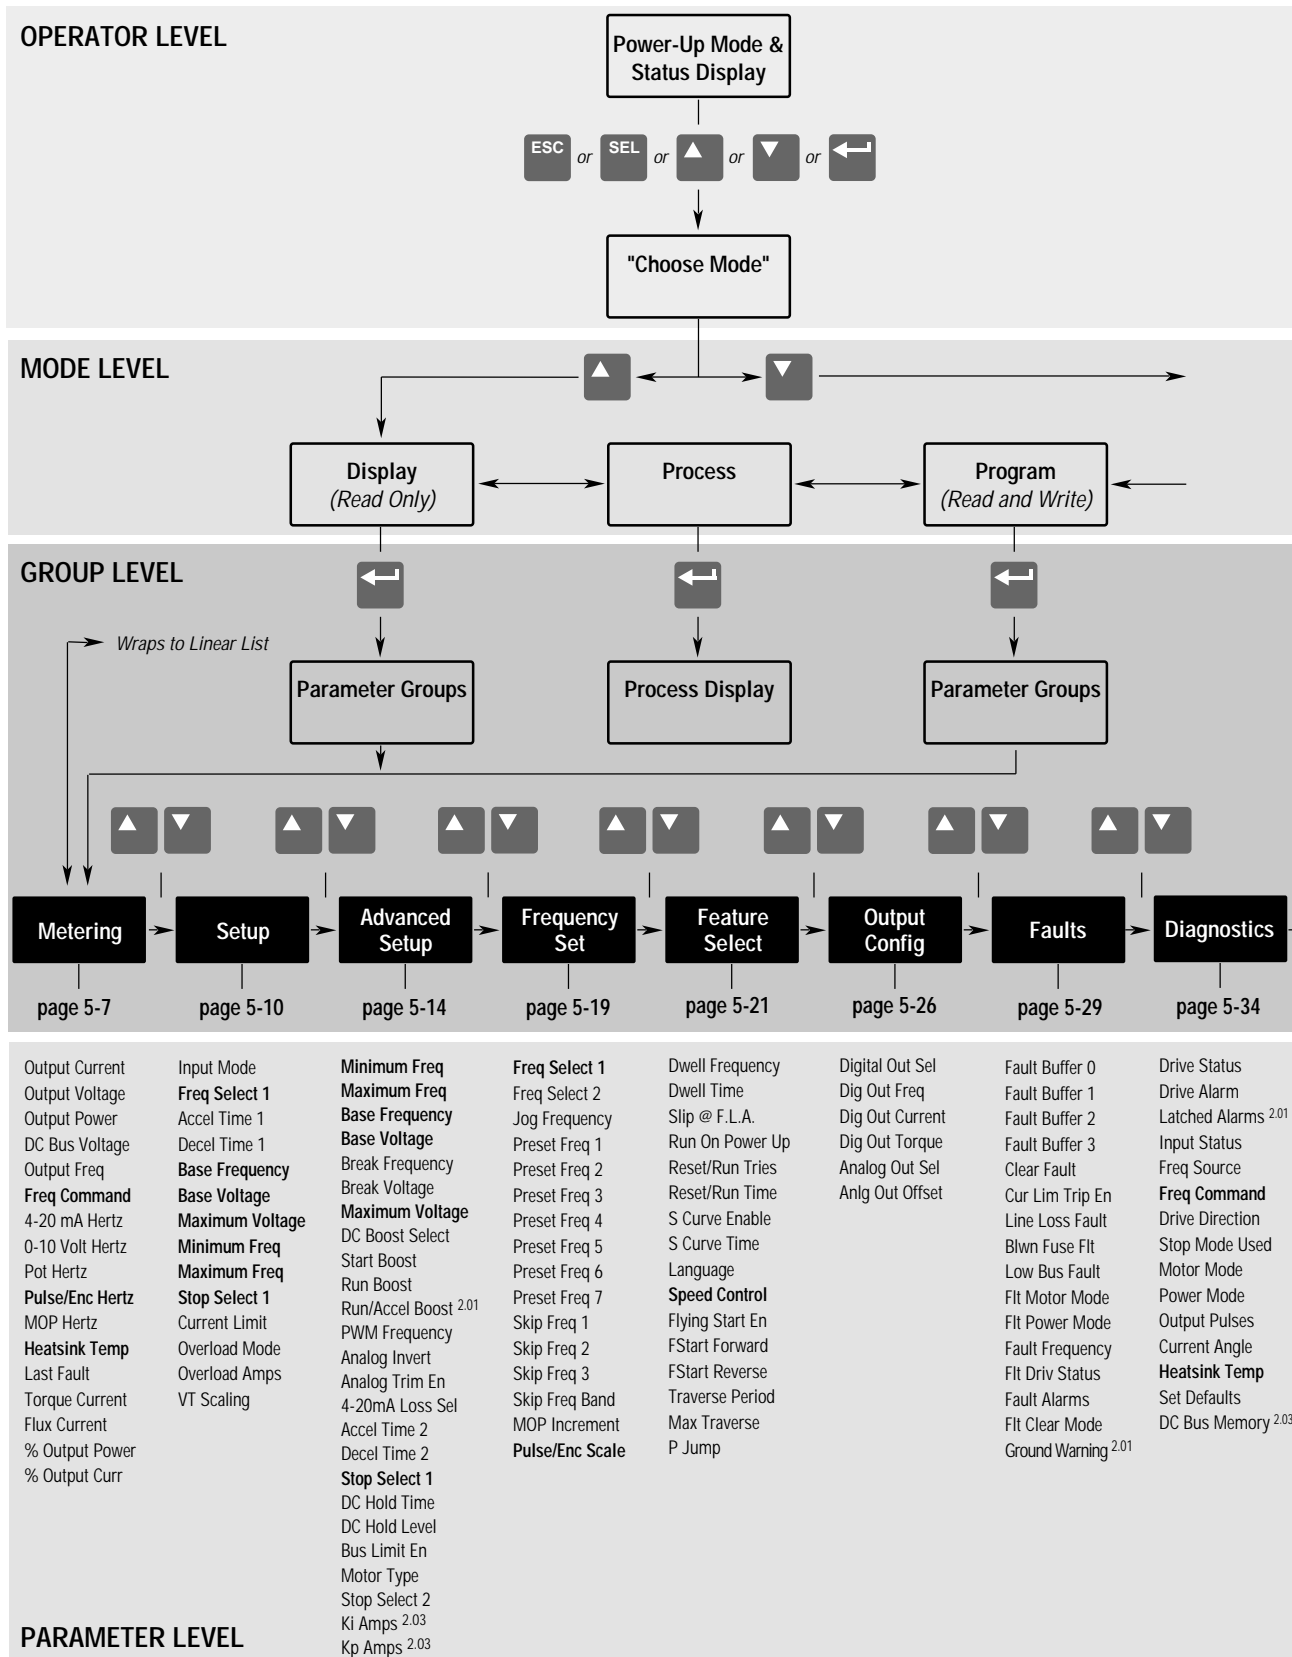 OPERATOR LEVEL
Power-Up Mode &
Status Display
ESC or SEL or or or
"Choose Mode"
MODE LEVEL
Display
(Read Only)
Process
Program
(Read and Write)
GROUP LEVEL
Wraps to Linear List
Parameter Groups
Process Display
Parameter Groups
Metering
Setup
Advanced
Setup
Frequency
Set
Feature
Select
Output
Config
Faults
Diagnostics
page 5-7
page 5-10
page 5-14
page 5-19
page 5-21
page 5-26
page 5-29
page 5-34
Output Current
Output Voltage
Output Power
DC Bus Voltage
Output Freq
Freq Command
4-20 mA Hertz
0-10 Volt Hertz
Pot Hertz
Pulse/Enc Hertz
MOP Hertz
Heatsink Temp
Last Fault
Torque Current
Flux Current
% Output Power
% Output Curr
Input Mode
Freq Select 1
Accel Time 1
Decel Time 1
Base Frequency
Base Voltage
Maximum Voltage
Minimum Freq
Maximum Freq
Stop Select 1
Current Limit
Overload Mode
Overload Amps
VT Scaling
Minimum Freq
Maximum Freq
Base Frequency
Base Voltage
Break Frequency
Break Voltage
Maximum Voltage
DC Boost Select
Start Boost
Run Boost
Run/Accel Boost 2.01
PWM Frequency
Analog Invert
Analog Trim En
4-20mA Loss Sel
Accel Time 2
Decel Time 2
Stop Select 1
DC Hold Time
DC Hold Level
Bus Limit En
Motor Type
Stop Select 2
Ki Amps 2.03
Kp Amps 2.03
Freq Select 1
Freq Select 2
Jog Frequency
Preset Freq 1
Preset Freq 2
Preset Freq 3
Preset Freq 4
Preset Freq 5
Preset Freq 6
Preset Freq 7
Skip Freq 1
Skip Freq 2
Skip Freq 3
Skip Freq Band
MOP Increment
Pulse/Enc Scale
Dwell Frequency
Dwell Time
Slip @ F.L.A.
Run On Power Up
Reset/Run Tries
Reset/Run Time
S Curve Enable
S Curve Time
Language
Speed Control
Flying Start En
FStart Forward
FStart Reverse
Traverse Period
Max Traverse
P Jump
Digital Out Sel
Dig Out Freq
Dig Out Current
Dig Out Torque
Analog Out Sel
Anlg Out Offset
Fault Buffer 0
Fault Buffer 1
Fault Buffer 2
Fault Buffer 3
Clear Fault
Cur Lim Trip En
Line Loss Fault
Blwn Fuse Flt
Low Bus Fault
Flt Motor Mode
Flt Power Mode
Fault Frequency
Flt Driv Status
Fault Alarms
Flt Clear Mode
Ground Warning 2.01
Drive Status
Drive Alarm
Latched Alarms 2.01
Input Status
Freq Source
Freq Command
Drive Direction
Stop Mode Used
Motor Mode
Power Mode
Output Pulses
Current Angle
Heatsink Temp
Set Defaults
DC Bus Memory 2.03
PARAMETER LEVEL